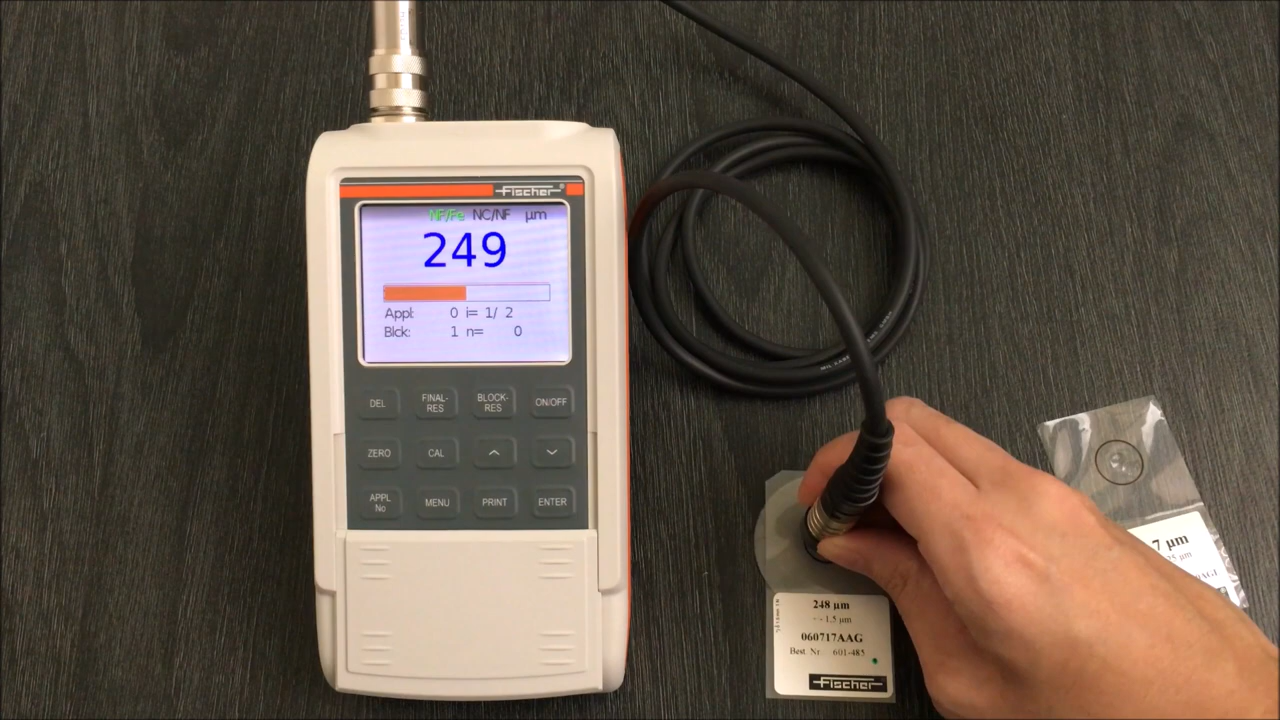 Fischer®
NF/Fe NC/NF µm
249
Appl: 0 i= 1/ 2
Blck: 1 n= 0
DEL
FINAL-
RES
BLOCK-
RES
ON/OFF
ZERO
CAL
APPL
No
MENU
PRINT
ENTER
248 µm
1,5 µm
060717AAG
Best. Nr. 601-485
Fischer
7 µm
µm